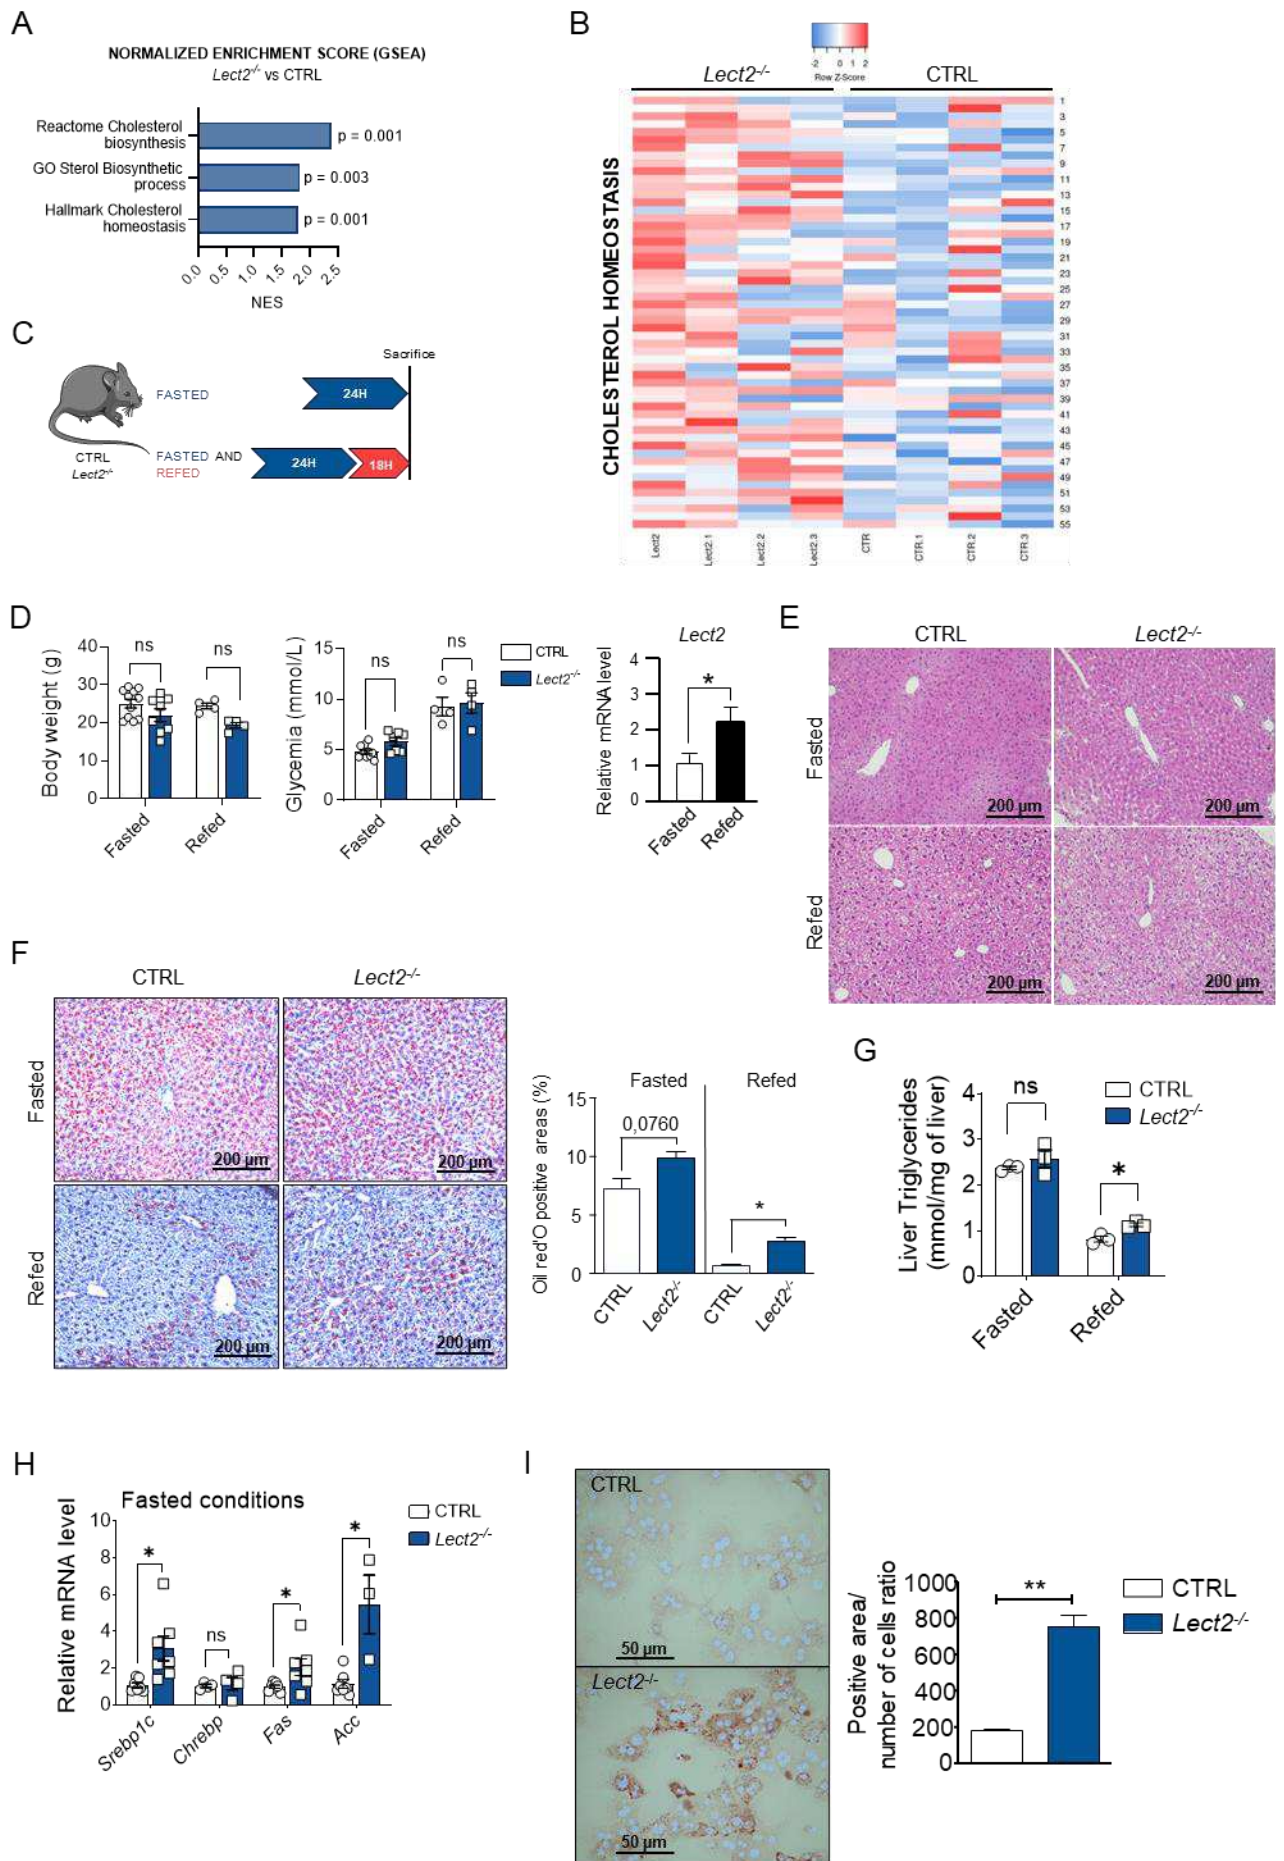 A
NORMALIZED ENRICHMENT SCORE (GSEA)
Lect2-/- vs CTRL
Reactome Cholesterol
biosynthesis
p = 0.001
GO Sterol Biosynthetic
process
p = 0.003
Hallmark Cholesterol
homeostasis
p = 0.001
0.0 0.5 1.0 1.5 2.0 2.5
NES
B
-2 0 1 2
Row Z-Score
Lect2-/- CTRL
CHOLESTEROL HOMEOSTASIS
1
3
5
7
9
11
13
15
17
19
21
23
25
27
29
31
33
35
37
39
41
43
45
47
49
51
53
55
Lect2 Lect2.1 Lect2.2 Lect2.3 CTR CTR.1 CTR.2 CTR.3
C
Sacrifice
FASTED
24H
CTRL
Lect2-/-
FASTED AND
REFED
24H
18H
D
Body weight (g)
40
30
20
10
0
ns ns
Fasted Refed
Glycemia (mmol/L)
15
10
5
0
ns ns
Fasted Refed
CTRL
Lect2-/-
Lect2
Relative mRNA level
4
3
2
1
0
*
Fasted Refed
E
CTRL Lect2-/-
Fasted
200 µm 200 µm
Refed
200 µm 200 µm
F
CTRL Lect2-/-
Fasted
200 µm 200 µm
Refed
200 µm 200 µm
Oil red'O positive areas (%)
Fasted Refed
15
10
5
0
0,0760
*
CTRL Lect2-/- CTRL Lect2-/-
G
Liver Triglycerides
(mmol/mg of liver)
4
3
2
1
0
ns
*
CTRL
Lect2-/-
Fasted Refed
H
Fasted conditions
Relative mRNA level
10
8
6
4
2
0
* ns * *
CTRL
Lect2-/-
Srebp1c Chrebp Fas Acc
I
CTRL
50 µm
Lect2-/-
50 µm
Positive area/
number of cells ratio
1000
800
600
400
200
0
**
CTRL
Lect2-/-